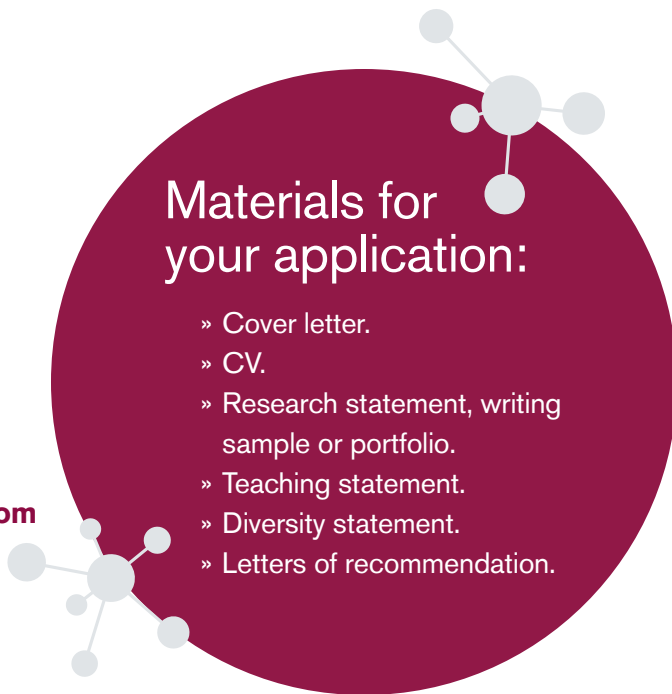 Materials for
your application:
» Cover letter.
» CV.
» Research statement, writing
sample or portfolio.
» Teaching statement.
» Diversity statement.
» Letters of recommendation.
om